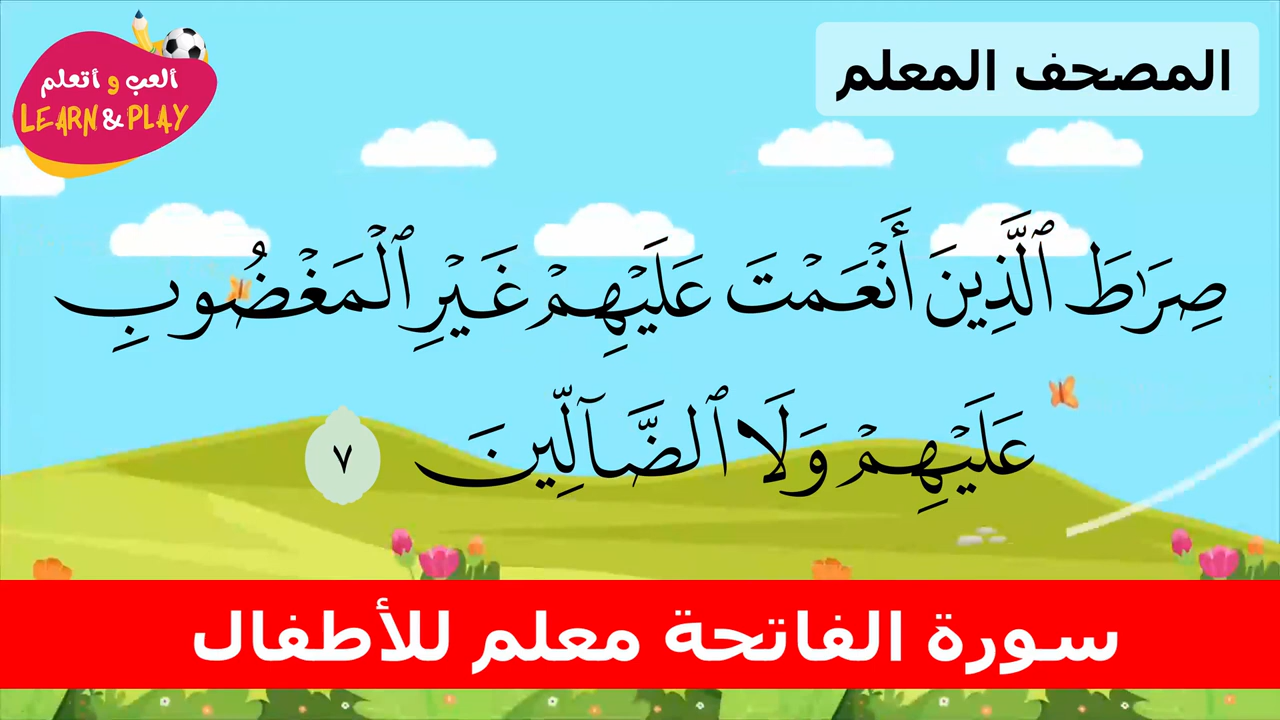 المصحف المعلم
ألعب و أتعلم
LEARN & PLAY
صِرَٰطَ ٱلَّذِينَ أَنْعَمْتَ عَلَيْهِمْ غَيْرِ ٱلْمَغْضُوبِ
عَلَيْهِمْ وَلَا ٱلضَّآلِّينَ ٧
سورة الفاتحة معلم للأطفال